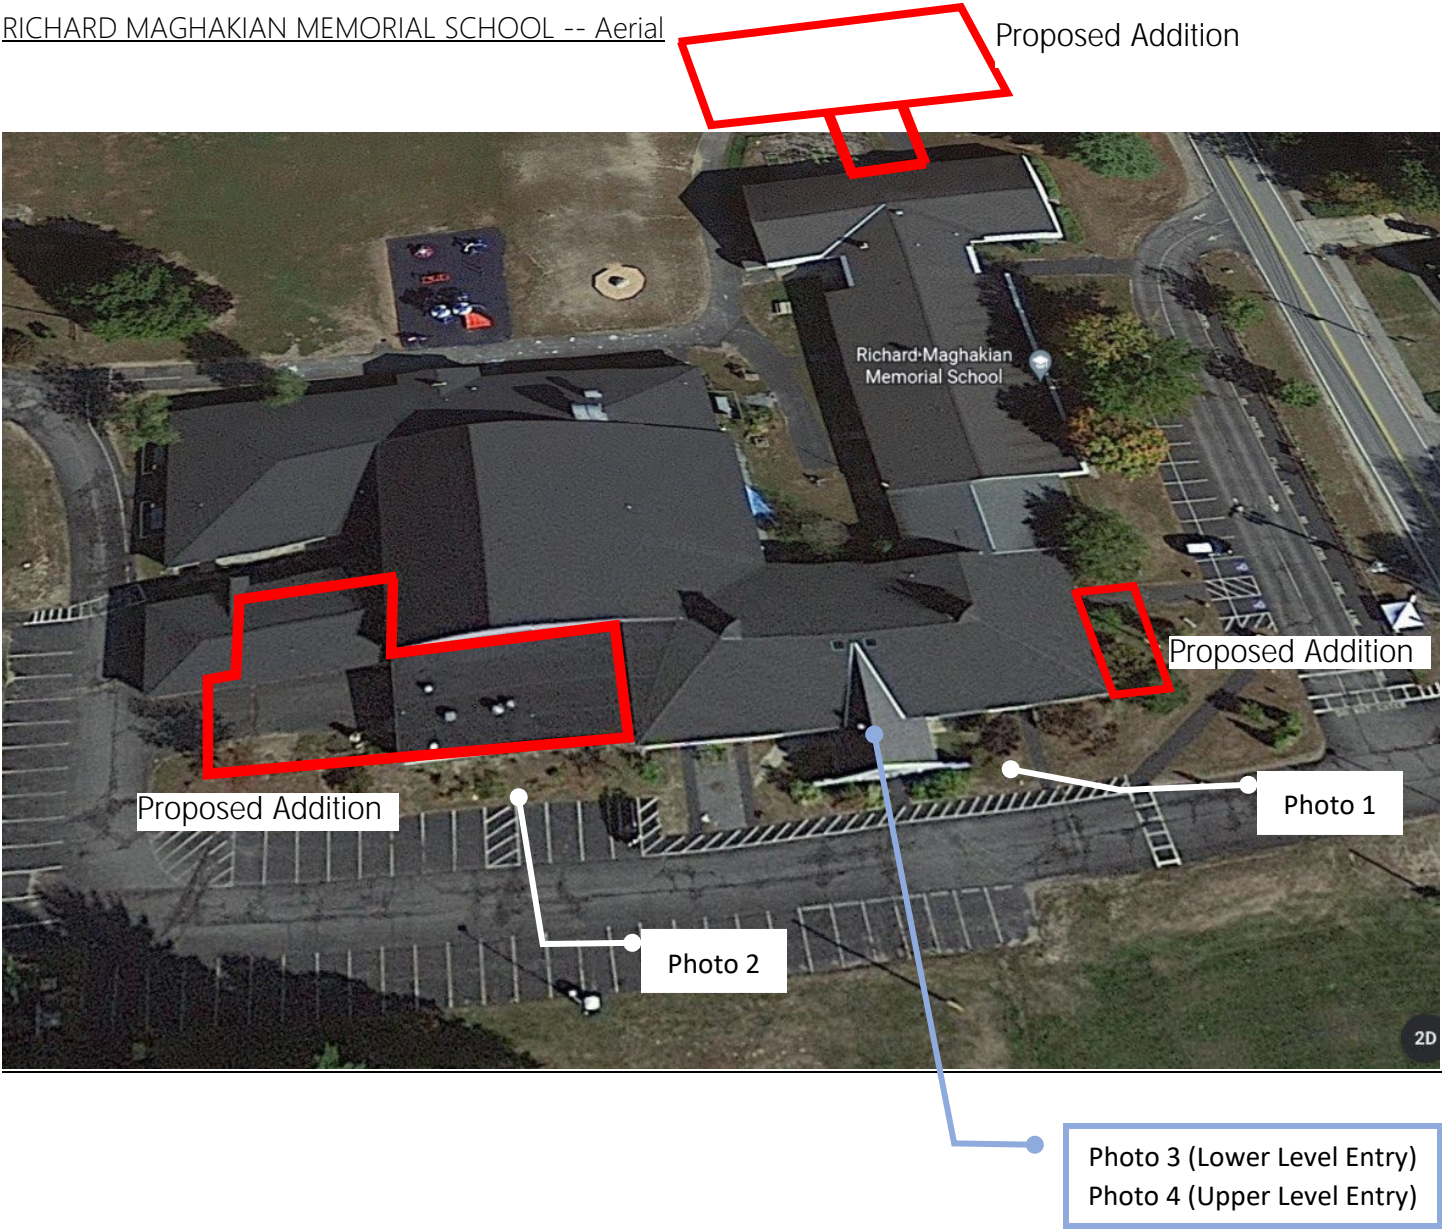 RICHARD MAGHAKIAN MEMORIAL SCHOOL -- Aerial
Proposed Addition
Richard Maghakian
Memorial School
Proposed Addition
Proposed Addition
Photo 1
Photo 2
2D
Photo 3 (Lower Level Entry)
Photo 4 (Upper Level Entry)